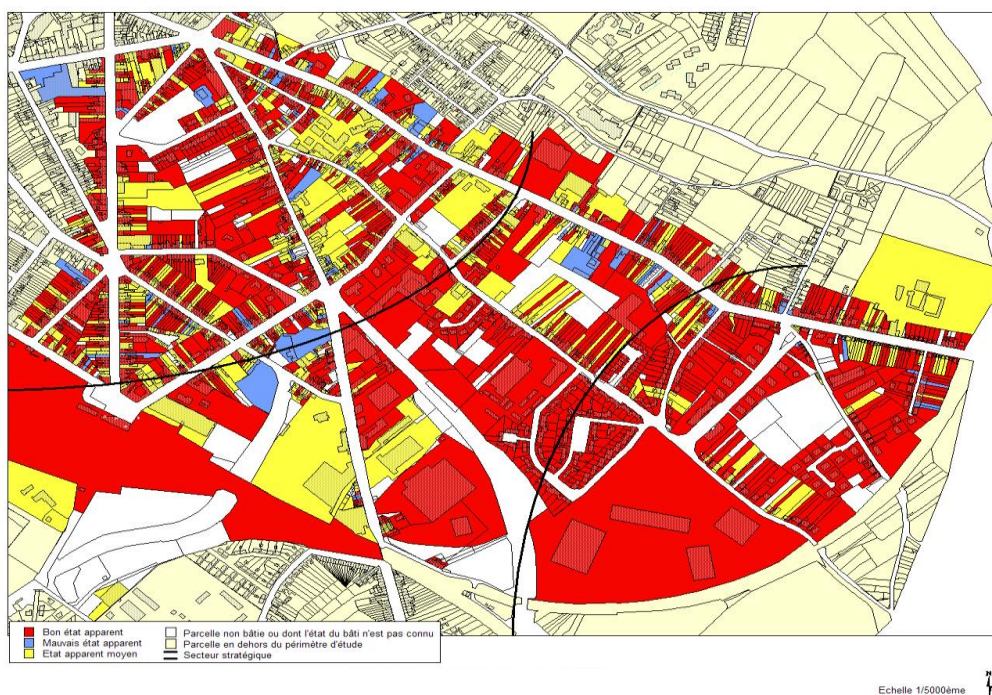 Bon état apparent
Mauvais état apparent
Etat apparent moyen
Parcelle non bâtie ou dont l'état du bâti n'est pas connu
Parcelle en dehors du périmètre d'étude
Secteur stratégique
Echelle 1/5000ème
N